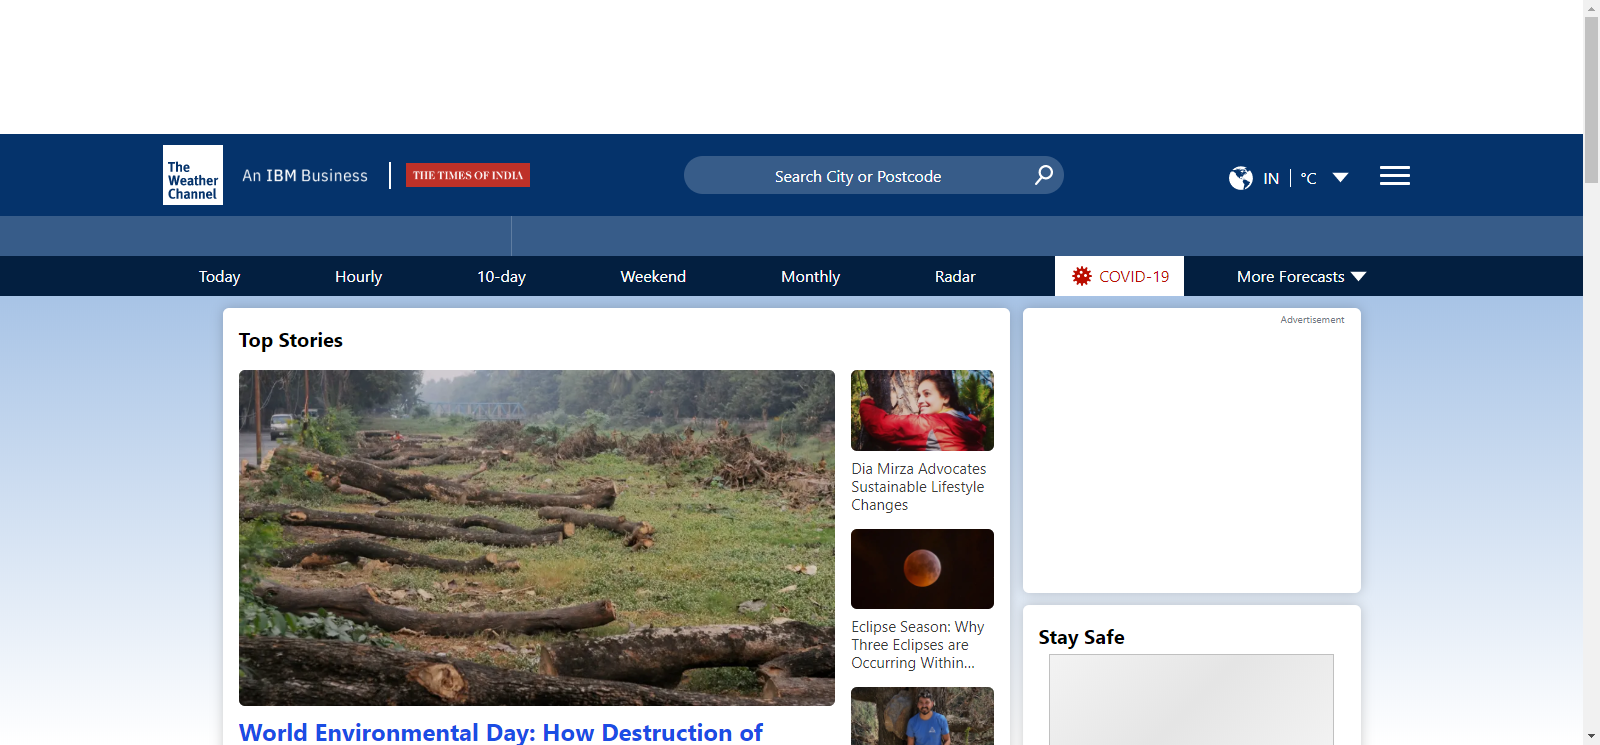 The
Weather
Channel
An IBM Business
THE TIMES OF INDIA
Search City or Postcode
IN
°C
Today
Hourly
10-day
Weekend
Monthly
Radar
COVID-19
More Forecasts
Top Stories
World Environmental Day: How Destruction of
Dia Mirza Advocates
Sustainable Lifestyle
Changes
Eclipse Season: Why
Three Eclipses are
Occurring Within...
Advertisement
Stay Safe